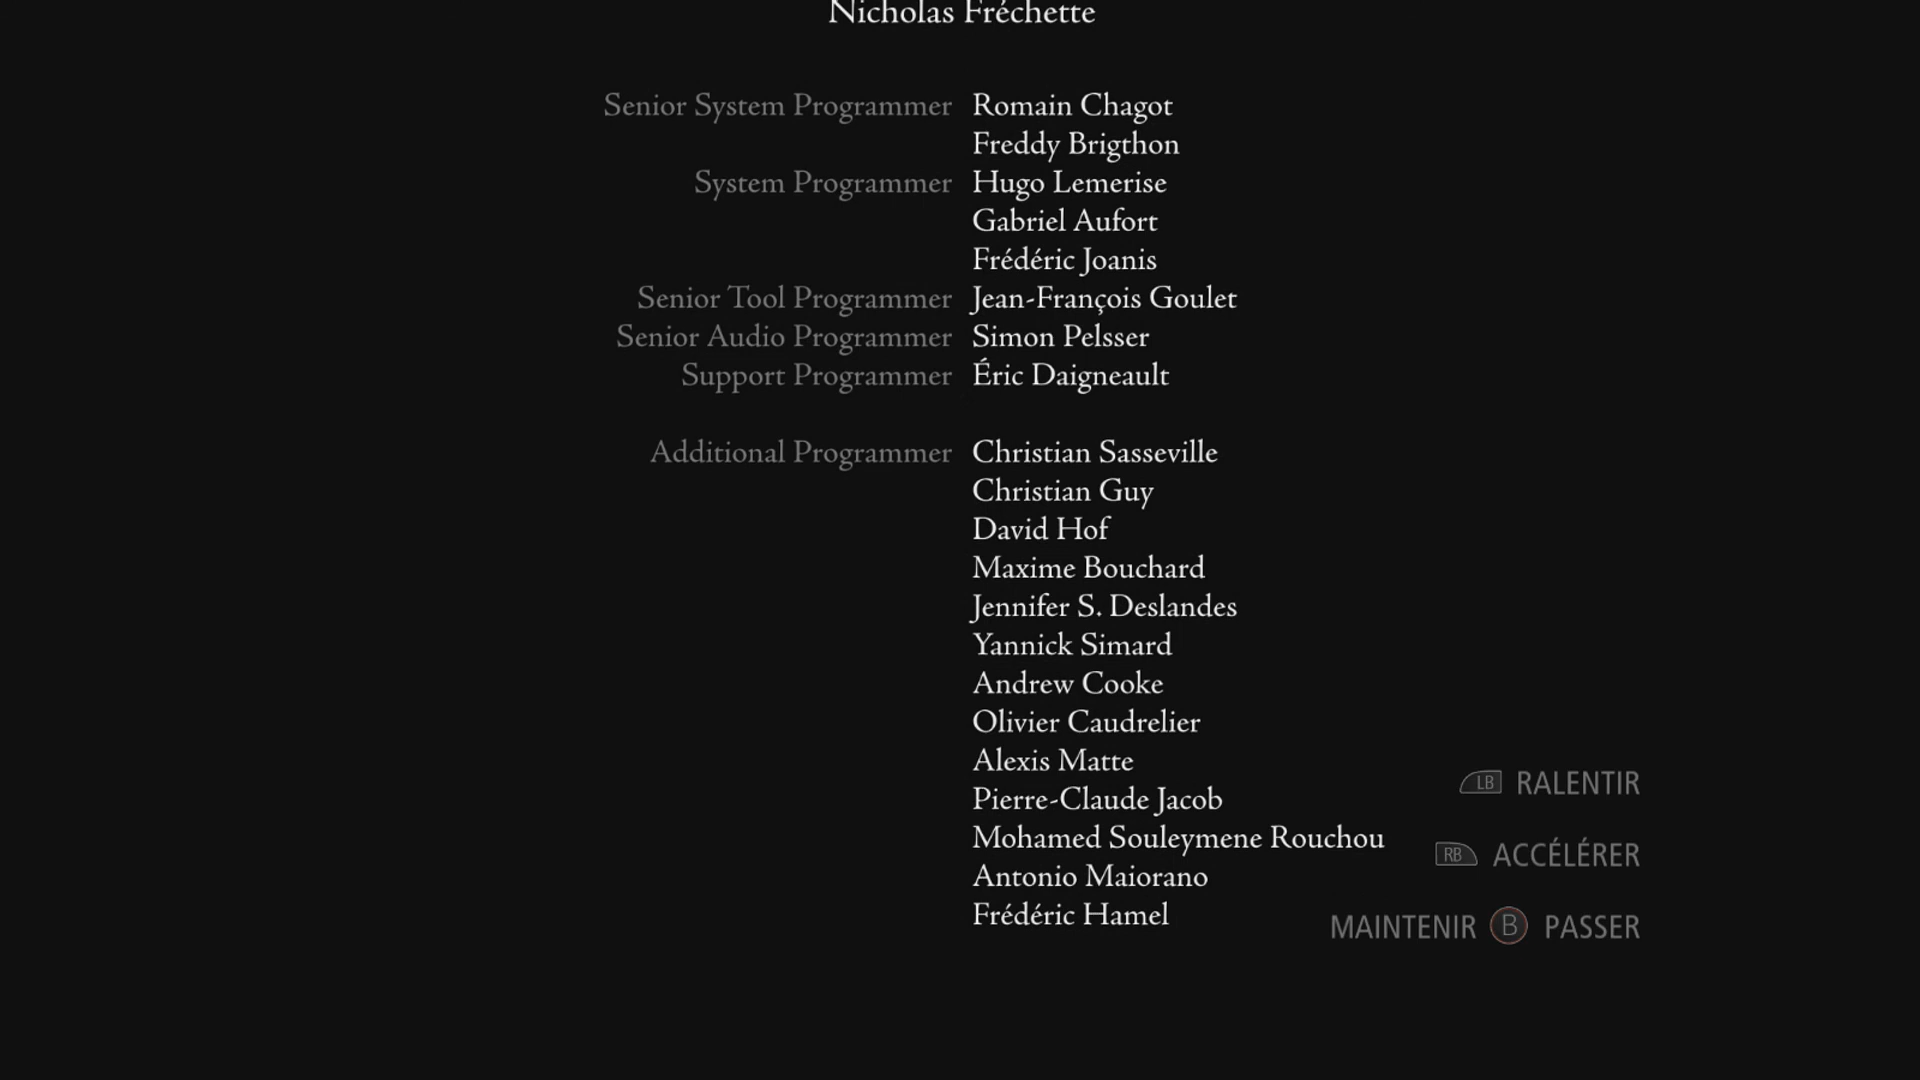 Nicholas Fréchette
Senior System Programmer Romain Chagot
Freddy Brigthon
System Programmer Hugo Lemerise
Gabriel Aufort
Frédéric Joanis
Senior Tool Programmer Jean-François Goulet
Senior Audio Programmer Simon Pelsser
Support Programmer Éric Daigneault
Additional Programmer Christian Sasseville
Christian Guy
David Hof
Maxime Bouchard
Jennifer S. Deslandes
Yannick Simard
Andrew Cooke
Olivier Caudrelier
Alexis Matte
Pierre-Claude Jacob
Mohamed Souleymene Rouchou
Antonio Maiorano
Frédéric Hamel
LB RALENTIR
RB ACCÉLÉRER
MAINTENIR B PASSER